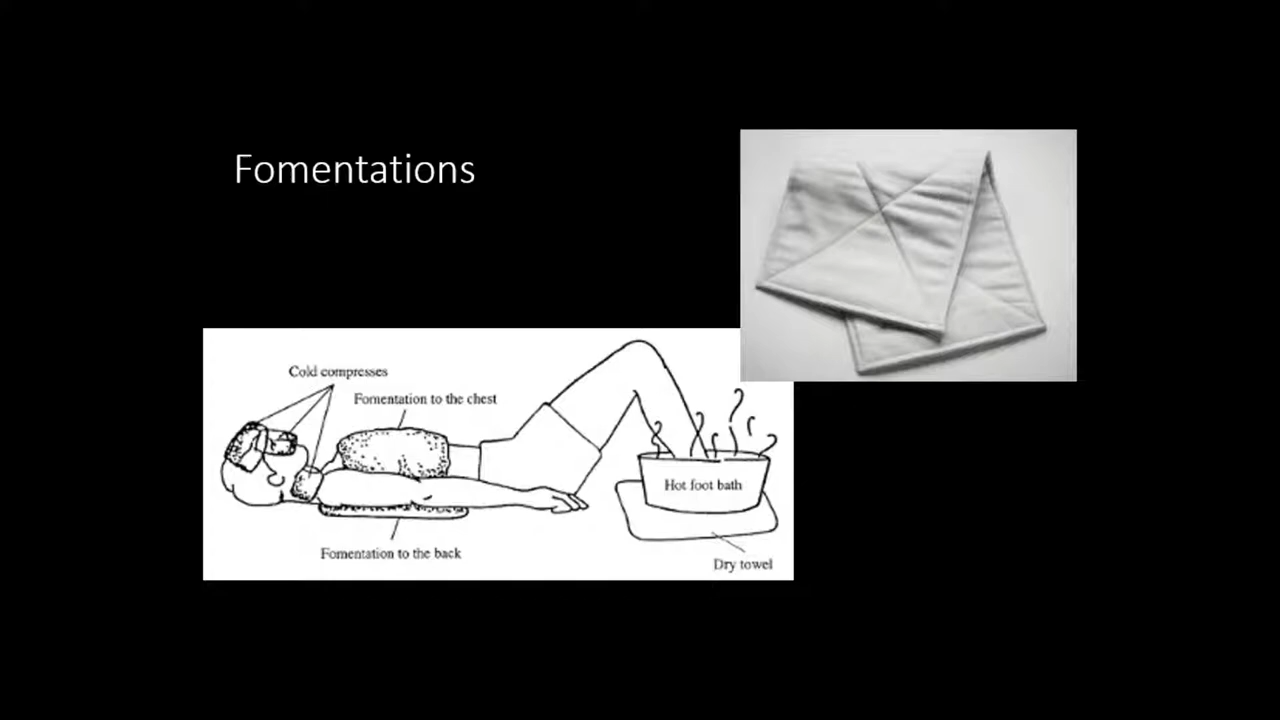 Fomentations
Cold compresses
Fomentation to the chest
Hot foot bath
Fomentation to the back
Dry towel